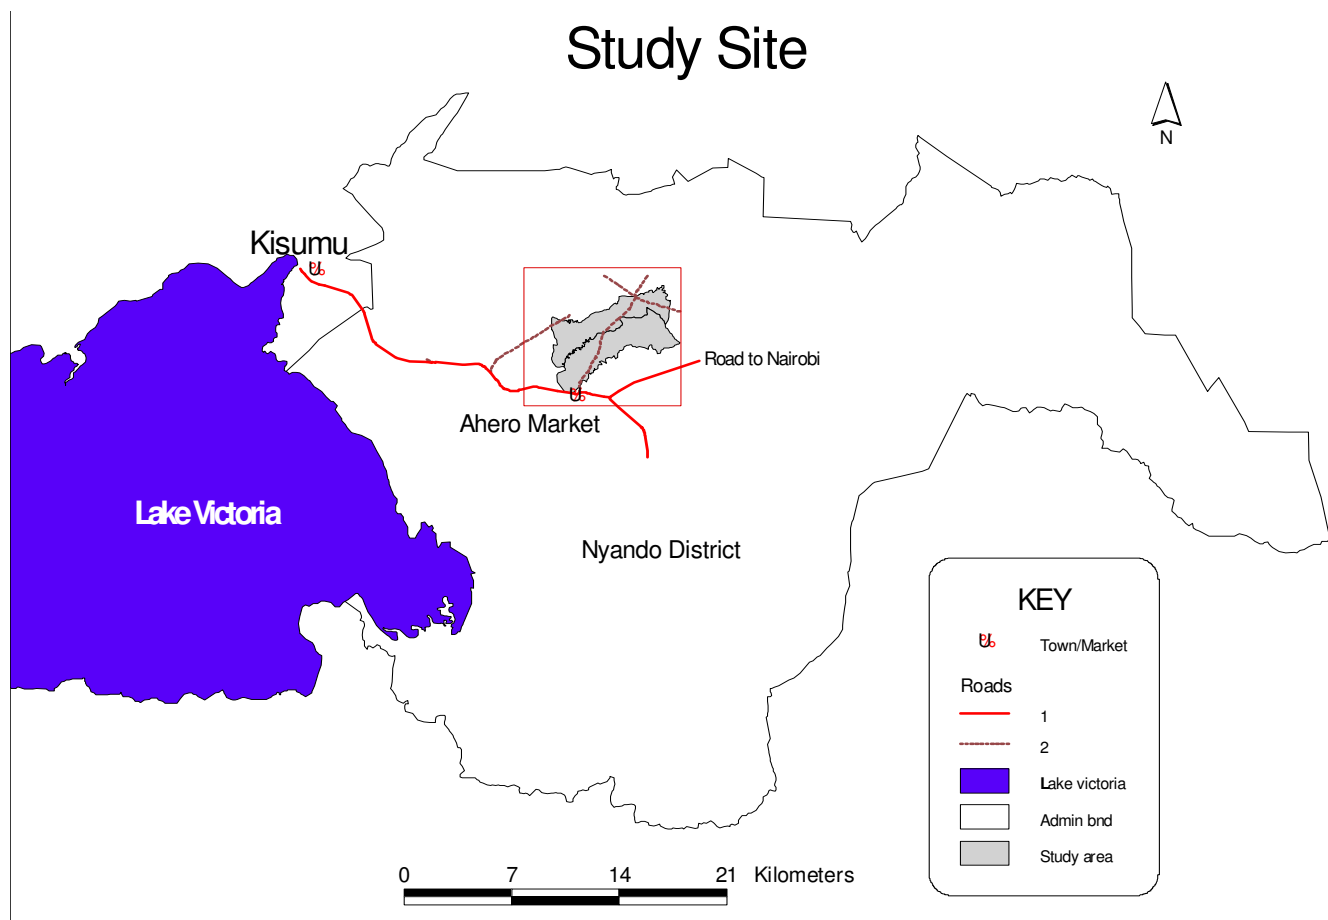 Study Site
N
Kisumu
Road to Nairobi
Ahero Market
Lake Victoria
Nyando District
KEY
Town/Market
Roads
1
2
Lake victoria
Admin bnd
Study area
0 7 14 21 Kilometers